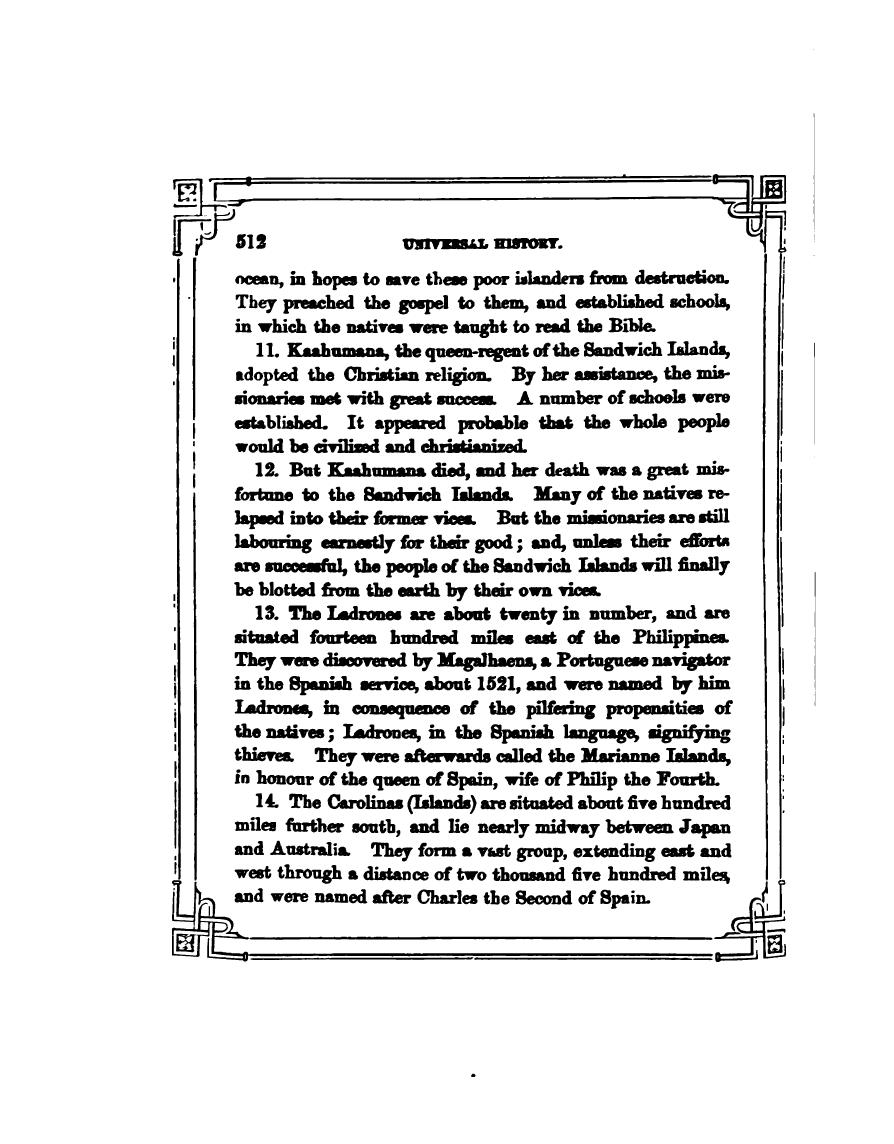 512 UNIVERSAL HISTORY.
ocean, in hopes to save these poor islanders from destruction.
They preached the gospel to them, and established schools,
in which the natives were taught to read the Bible.
11. Kaahumana, the queen-regent of the Sandwich Islands,
adopted the Christian religion. By her assistance, the mis-
sionaries met with great success. A number of schools were
established. It appeared probable that the whole people
would be civilized and christianized.
12. But Kaahumana died, and her death was a great mis-
fortune to the Sandwich Islands. Many of the natives re-
lapsed into their former vices. But the missionaries are still
labouring earnestly for their good; and, unless their efforts
are successful, the people of the Sandwich Islands will finally
be blotted from the earth by their own vices.
13. The Ladrones are about twenty in number, and are
situated fourteen hundred miles east of the Philippines.
They were discovered by Magalhaens, a Portuguese navigator
in the Spanish service, about 1521, and were named by him
Ladrones, in consequence of the pilfering propensities of
the natives; Ladrones, in the Spanish language, signifying
thieves. They were afterwards called the Marianne Islands,
in honour of the queen of Spain, wife of Philip the Fourth.
14. The Carolinas (Islands) are situated about five hundred
miles further south, and lie nearly midway between Japan
and Australia. They form a vast group, extending east and
west through a distance of two thousand five hundred miles,
and were named after Charles the Second of Spain.